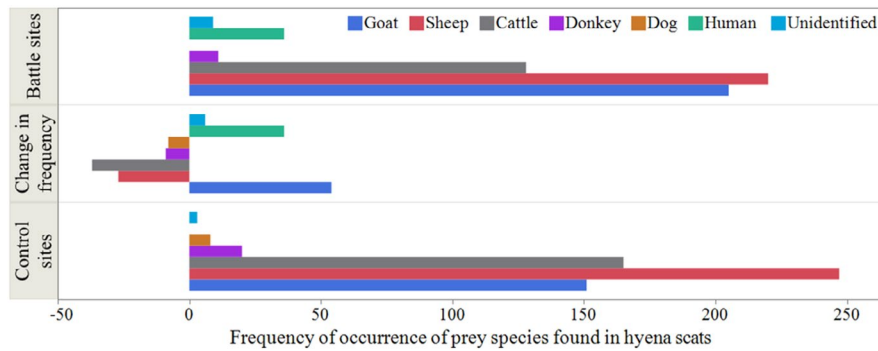 Goat Sheep Cattle Donkey Dog Human Unidentified
Battle sites
Change in
frequency
Control
sites
-50 0 50 100 150 200 250
Frequency of occurrence of prey species found in hyena scats